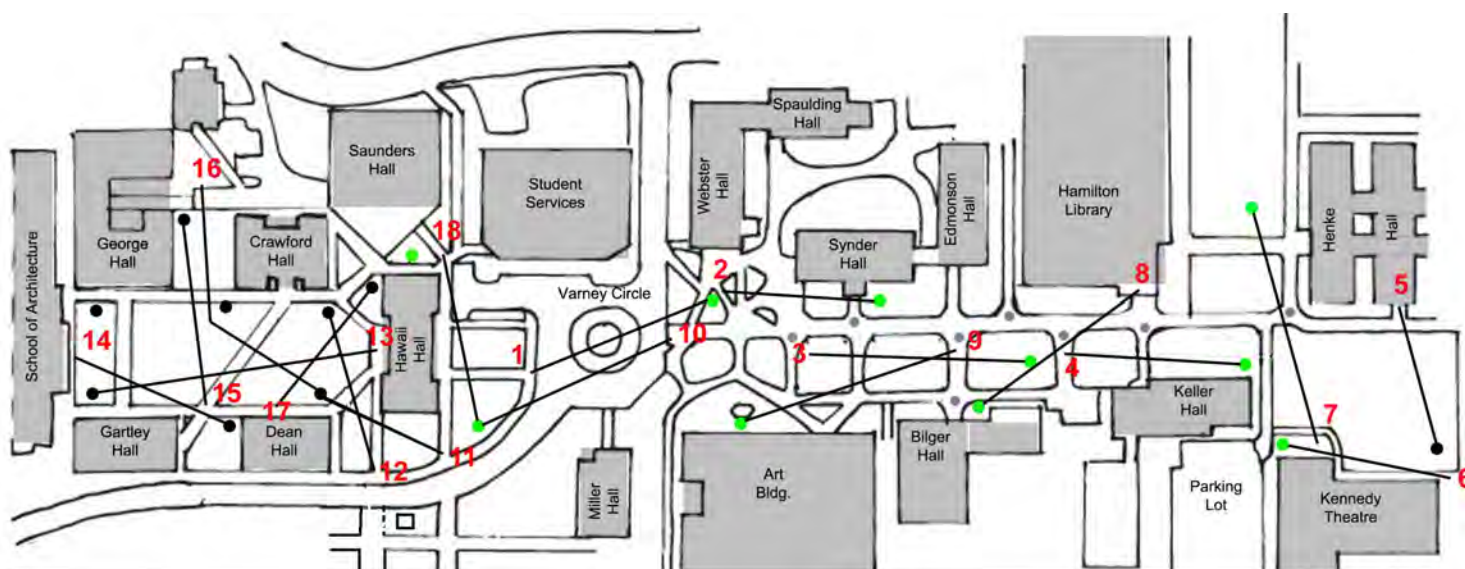 Spaulding
Hall
16
Saunders
Hall
Student
Services
Webster
Hall
Edmonson
Hall
Hamilton
Library
Henke
Hall
School of Architecture
George
Hall
Crawford
Hall
18
Synder
Hall
2
8
5
Varney Circle
14
13
Hawaii
Hall
1
10
3
9
4
15
17
Keller
Hall
7
Gartley
Hall
Dean
Hall
12
11
Bilger
Hall
Art
Bldg.
Miller
Hall
Parking
Lot
Kennedy
Theatre
6